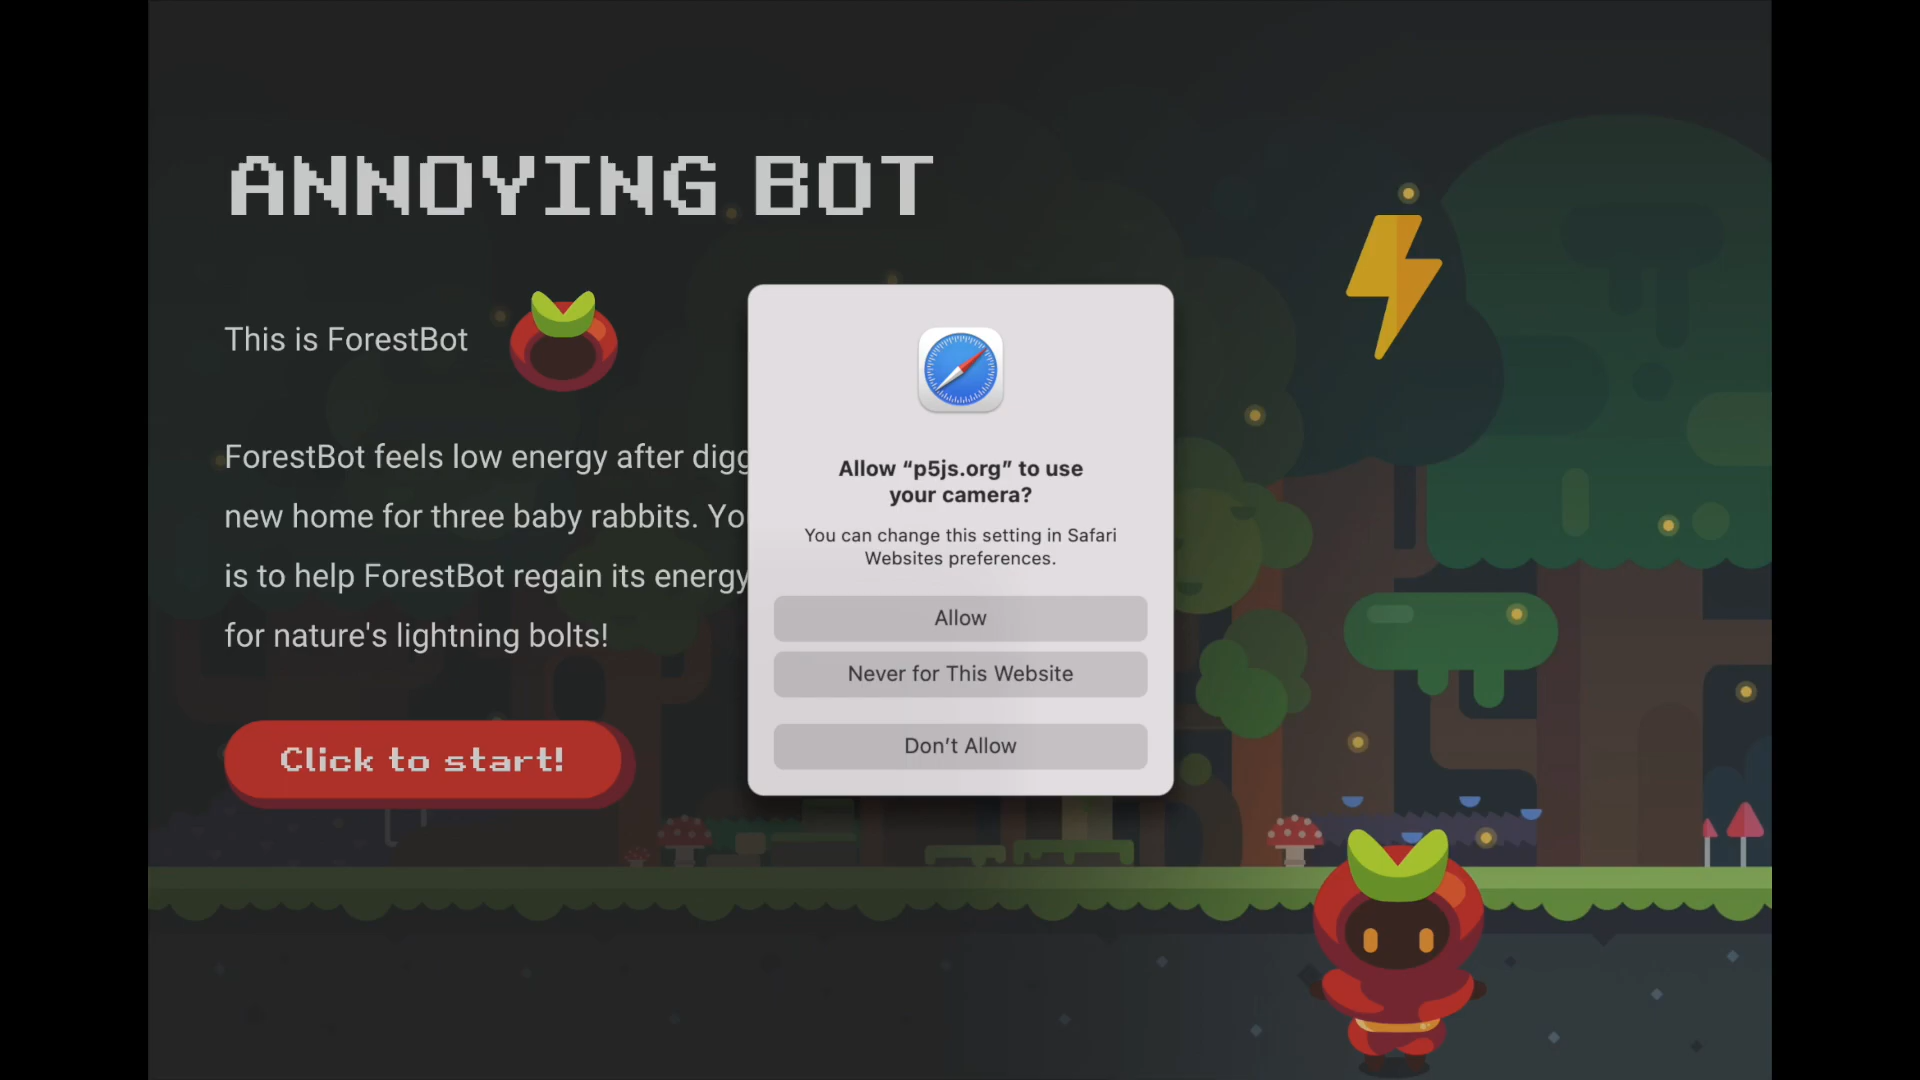 ANNOYING BOT
This is ForestBot
ForestBot feels low energy after digg
new home for three baby rabbits. Yo
is to help ForestBot regain its energy
for nature's lightning bolts!
Click to start!
Allow “p5js.org” to use
your camera?
You can change this setting in Safari
Websites preferences.
Allow
Never for This Website
Don’t Allow